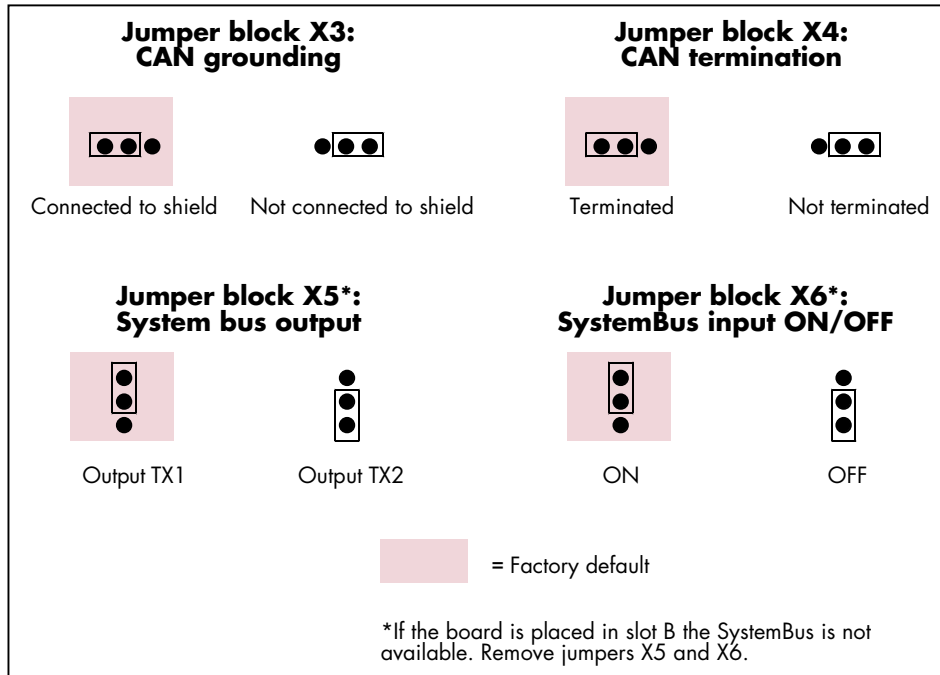 Jumper block X3:
CAN grounding
Jumper block X4:
CAN termination
Connected to shield
Not connected to shield
Terminated
Not terminated
Jumper block X5*:
System bus output
Jumper block X6*:
SystemBus input ON/OFF
Output TX1
Output TX2
ON
OFF
= Factory default
*If the board is placed in slot B the SystemBus is not
available. Remove jumpers X5 and X6.